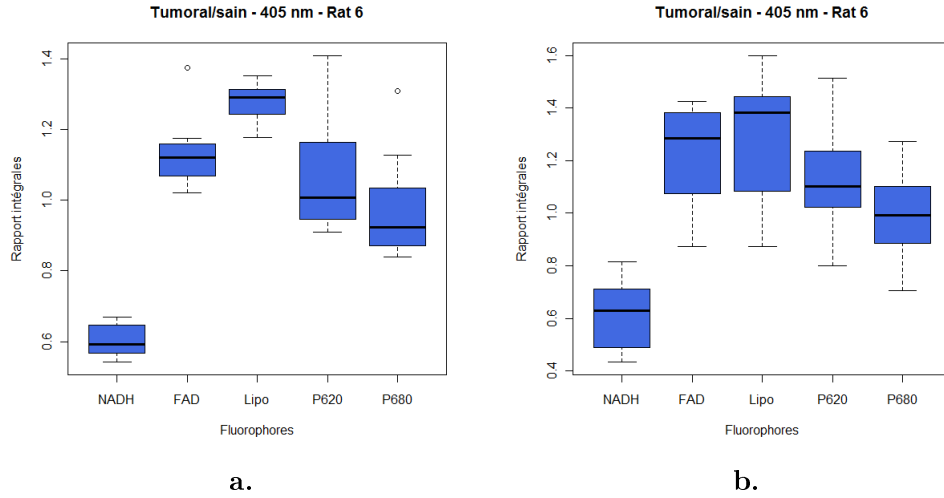 Tumoral/sain - 405 nm - Rat 6
Rapport intégrales
1.4
1.2
1.0
0.8
0.6
NADH FAD Lipo P620 P680
Fluorophores
a.
Tumoral/sain - 405 nm - Rat 6
Rapport intégrales
1.6
1.4
1.2
1.0
0.8
0.6
0.4
NADH FAD Lipo P620 P680
Fluorophores
b.